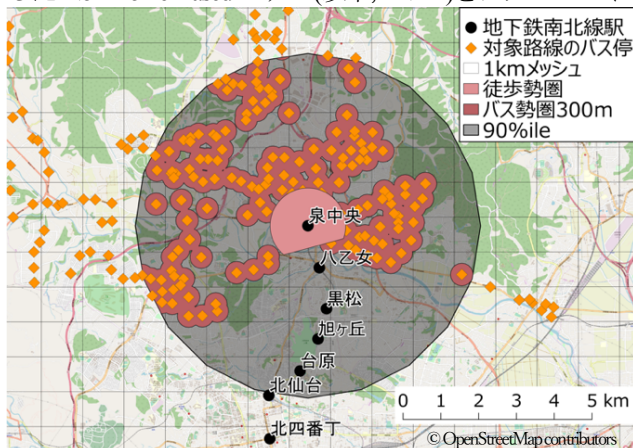 地下鉄南北線駅
対象路線のバス停
1kmメッシュ
徒歩勢圏
バス勢圏300m
90%ile
泉中央
八乙女
黒松
旭ヶ丘
台原
北仙台
北四番丁
0 1 2 3 4 5 km
© OpenStreetMap contributors